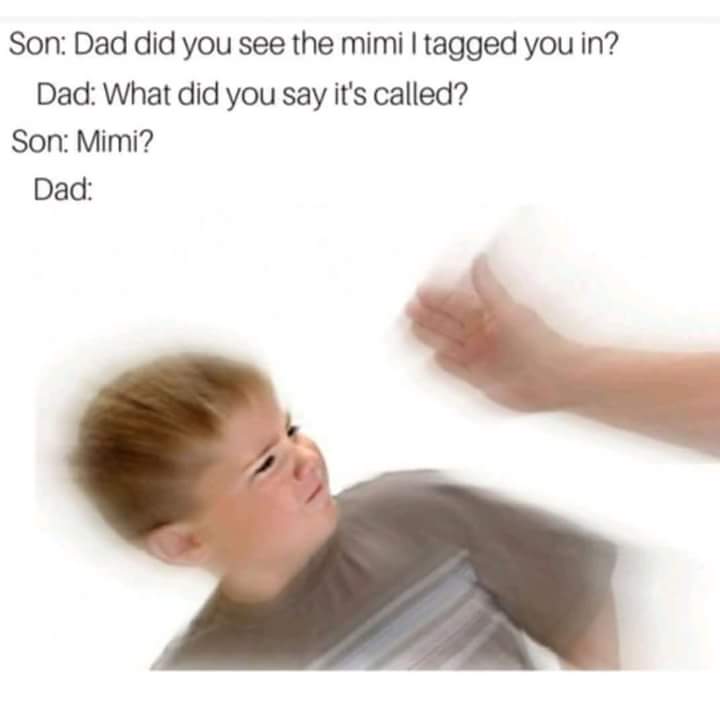 Son: Dad did you see the mimi I tagged you in?
Dad: What did you say it's called?
Son: Mimi?
Dad: